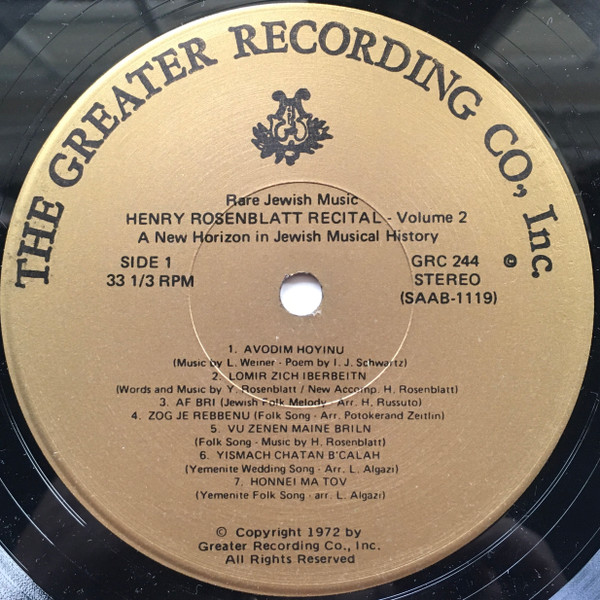 THE GREATER RECORDING CO., Inc.
Rare Jewish Music
HENRY ROSENBLATT RECITAL - Volume 2
A New Horizon in Jewish Musical History
SIDE 1
33 1/3 RPM
GRC 244 ©
STEREO
(SAAB-1119)
1. AVODIM HOYINU
(Music by L. Weiner - Poem by I. J. Schwartz)
2. LOMIR ZICH IBERBEITN
(Words and Music by Y. Rosenblatt / New Accomp. H. Rosenblatt)
3. AF BRI (Jewish Folk Melody - Arr. H. Russuto)
4. ZOG JE REBBENU (Folk Song - Arr. Potokerand Zeitlin)
5. VU ZENEN MAINE BRILN
(Folk Song - Music by H. Rosenblatt)
6. YISMACH CHATAN B'CALAH
(Yemenite Wedding Song - Arr. L. Algazi)
7. HONNEI MA TOV
(Yemenite Folk Song - arr. L. Algazi)
© Copyright 1972 by
Greater Recording Co., Inc.
All Rights Reserved